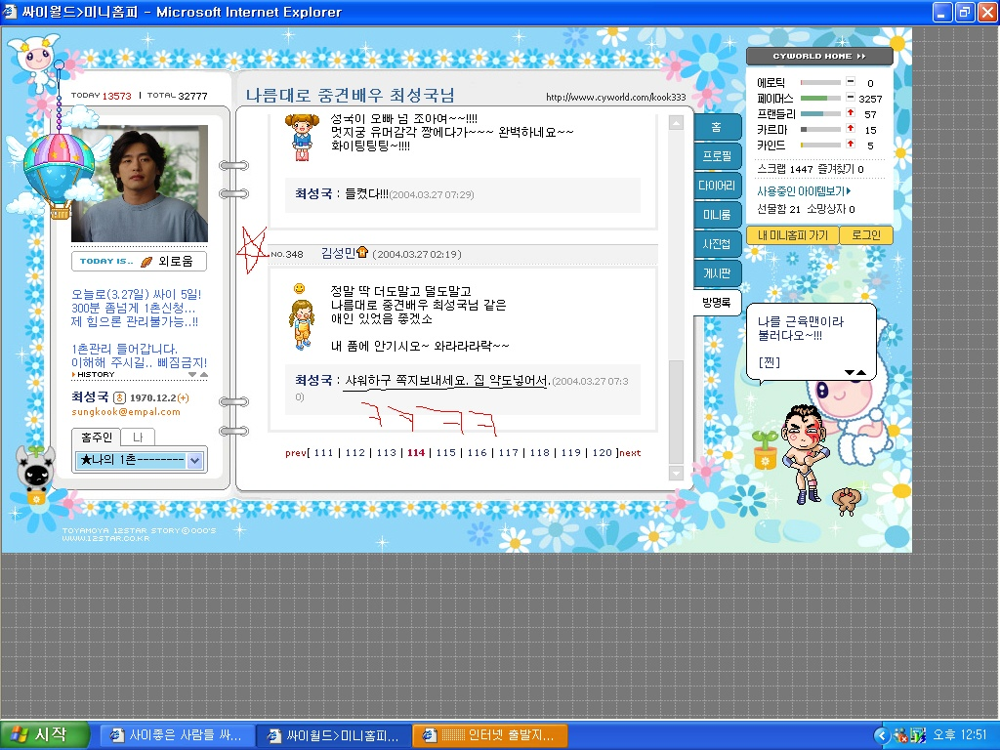 싸이월드>미니홈피 - Microsoft Internet Explorer
TODAY 13573 | TOTAL 32777
나름대로 중견배우 최성국님
http://www.cyworld.com/kook333
TODAY IS.. 외로움
오늘로(3.27일) 싸이 5일!
300분 좀넘게 1촌신청...
제 힘으론 관리불가능..!!
1촌관리 들어갑니다.
이해해 주시길.. 삐짐금지!
HISTORY
최성국 1970.12.2(+)
sungkook@empal.com
홈주인 나
★나의 1촌--------
성국이 오빠 넘 조아여~~!!!!
멋지궁 유머감각 짱에다가~~~ 완벽하네요~~
화이팅팅팅~!!!!
최성국 : 들켰다!!!(2004.03.27 07:29)
NO.348 김성민 (2004.03.27 02:19)
정말 딱 더도말고 덜도말고
나름대로 중견배우 최성국님 같은
애인 있었음 좋겠소
내 품에 안기시오~ 와라라라락~~
최성국 : 샤워하구 쪽지보내세요. 집 약도넣어서.(2004.03.27 07:3
0)
ㅋㅋㅋㅋ
prev[ 111 | 112 | 113 | 114 | 115 | 116 | 117 | 118 | 119 | 120 ]next
홈
프로필
다이어리
미니룸
사진첩
게시판
방명록
CYWORLD HOME
에로틱 0
페이머스 3257
프랜들리 57
카르마 15
카인드 5
스크랩 1447 즐겨찾기 0
사용중인 아이템보기
선물함 21 소망상자 0
내 미니홈피 가기 로그인
나를 근육맨이라
불러다오~!!!
[찐]
TOYAMOYA 12STAR STORY ⓒ OOO'S
WWW.12STAR.CO.KR
시작
사이좋은 사람들 싸...
싸이월드>미니홈피...
인터넷 출발지...
오후 12:51